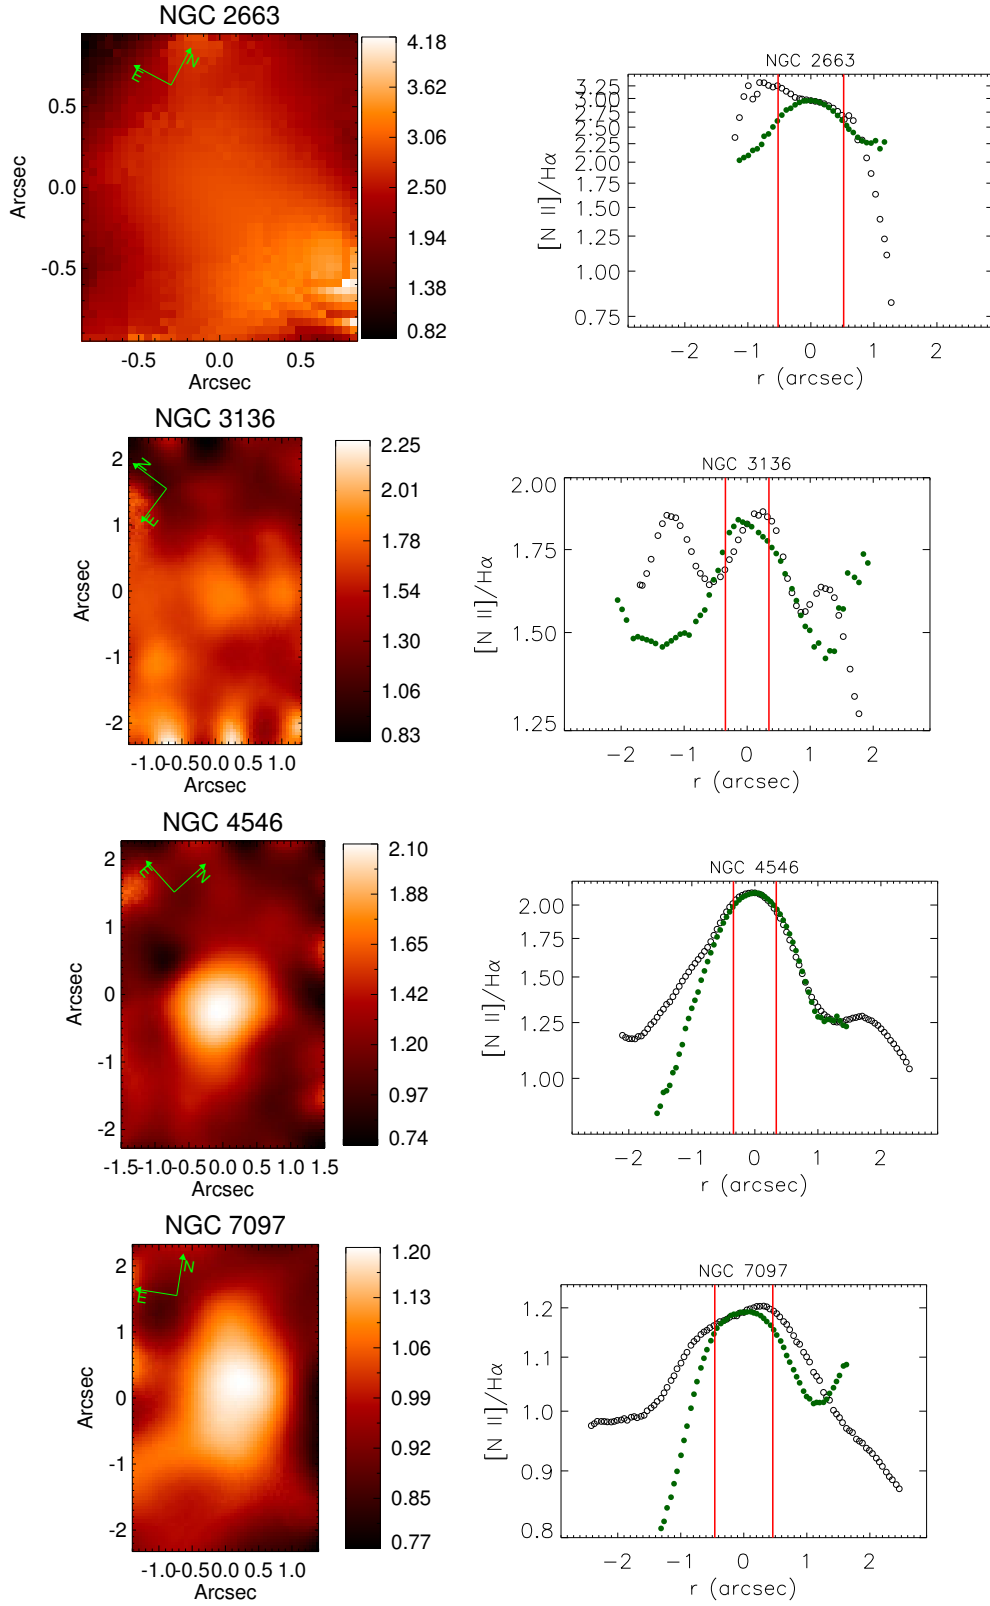 NGC 2663
N
E
0.5
0.0
-0.5
Arcsec
-0.5 0.0 0.5
Arcsec
4.18
3.62
3.06
2.50
1.94
1.38
0.82
NGC 2663
3.25
3.00
2.75
2.50
2.25
2.00
1.75
1.50
1.25
1.00
0.75
[N II]/Hα
−2 −1 0 1 2
r (arcsec)
NGC 3136
N
E
2
1
0
-1
-2
Arcsec
-1.0-0.50.0 0.5 1.0
Arcsec
2.25
2.01
1.78
1.54
1.30
1.06
0.83
NGC 3136
2.00
1.75
1.50
1.25
[N II]/Hα
−2 −1 0 1 2
r (arcsec)
NGC 4546
E
N
2
1
0
-1
-2
Arcsec
-1.5-1.0-0.50.0 0.5 1.0 1.5
Arcsec
2.10
1.88
1.65
1.42
1.20
0.97
0.74
NGC 4546
2.00
1.75
1.50
1.25
1.00
[N II]/Hα
−2 −1 0 1 2
r (arcsec)
NGC 7097
N
E
2
1
0
-1
-2
Arcsec
-1.0-0.50.0 0.5 1.0
Arcsec
1.20
1.13
1.06
0.99
0.92
0.85
0.77
NGC 7097
1.2
1.1
1.0
0.9
0.8
[N II]/Hα
−2 −1 0 1 2
r (arcsec)